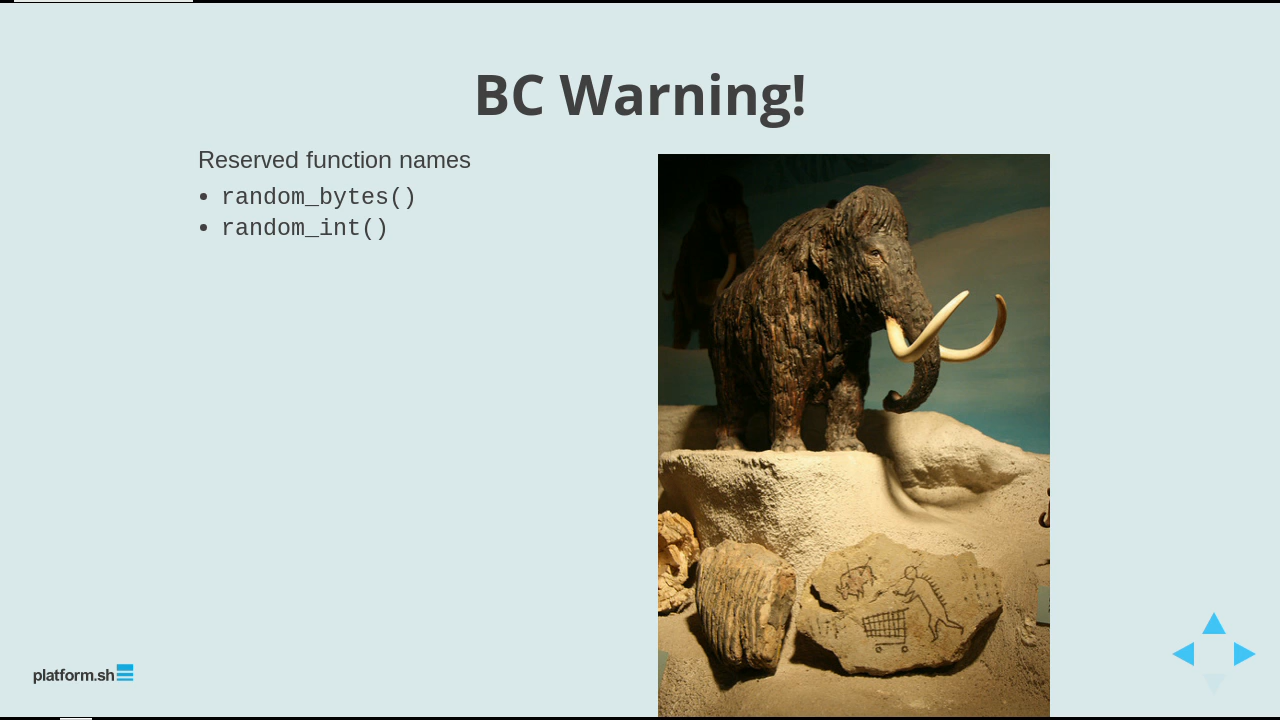 BC Warning!
Reserved function names
• random_bytes()
• random_int()
platform.sh